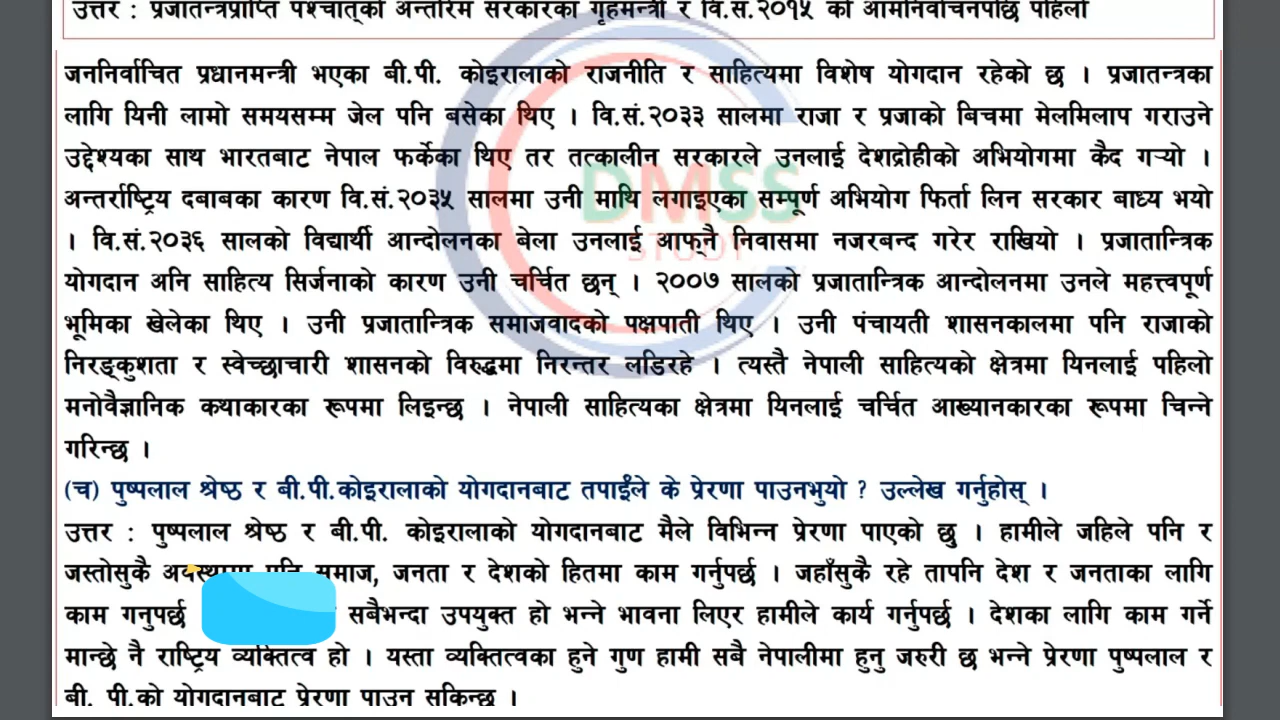 उत्तर : प्रजातन्त्रप्राप्ति पश्चात्को अन्तरिम सरकारका गृहमन्त्री र वि.सं.२०१५ को आमनिर्वाचनपछि पहिलो
जननिर्वाचित प्रधानमन्त्री भएका बी.पी. कोइरालाको राजनीति र साहित्यमा विशेष योगदान रहेको छ । प्रजातन्त्रका
लागि यिनी लामो समयसम्म जेल पनि बसेका थिए । वि.सं.२०३३ सालमा राजा र प्रजाको बिचमा मेलमिलाप गराउने
उद्देश्यका साथ भारतबाट नेपाल फर्केका थिए तर तत्कालीन सरकारले उनलाई देशद्रोहीको अभियोगमा कैद गऱ्यो ।
अन्तर्राष्ट्रिय दबाबका कारण वि.सं.२०३५ सालमा उनी माथि लगाइएका सम्पूर्ण अभियोग फिर्ता लिन सरकार बाध्य भयो
। वि.सं.२०३६ सालको विद्यार्थी आन्दोलनका बेला उनलाई आफ्‌नै निवासमा नजरबन्द गरेर राखियो । प्रजातान्त्रिक
योगदान अनि साहित्य सिर्जनाको कारण उनी चर्चित छन् । २००७ सालको प्रजातान्त्रिक आन्दोलनमा उनले महत्त्वपूर्ण
भूमिका खेलेका थिए । उनी प्रजातान्त्रिक समाजवादको पक्षपाती थिए । उनी पंचायती शासनकालमा पनि राजाको
निरङ्कुशता र स्वेच्छाचारी शासनको विरुद्धमा निरन्तर लडिरहे । त्यस्तै नेपाली साहित्यको क्षेत्रमा यिनलाई पहिलो
मनोवैज्ञानिक कथाकारका रूपमा लिइन्छ । नेपाली साहित्यका क्षेत्रमा यिनलाई चर्चित आख्यानकारका रूपमा चिन्ने
गरिन्छ ।
(च) पुष्पलाल श्रेष्ठ र बी.पी.कोइरालाको योगदानबाट तपाईंले के प्रेरणा पाउनुभयो ? उल्लेख गर्नुहोस् ।
उत्तर : पुष्पलाल श्रेष्ठ र बी.पी. कोइरालाको योगदानबाट मैले विभिन्न प्रेरणा पाएको छु । हामीले जहिले पनि र
जस्तोसुकै अवस्थामा पनि समाज, जनता र देशको हितमा काम गर्नुपर्छ । जहाँसुकै रहे तापनि देश र जनताका लागि
काम गनुपर्छ सबैभन्दा उपयुक्त हो भन्ने भावना लिएर हामीले कार्य गर्नुपर्छ । देशका लागि काम गर्ने
मान्छे नै राष्ट्रिय व्यक्तित्व हो । यस्ता व्यक्तित्वका हुने गुण हामी सबै नेपालीमा हुनु जरुरी छ भन्ने प्रेरणा पुष्पलाल र
बी. पी.को योगदानबाट प्रेरणा पाउन सकिन्छ ।
DMSS
STUDY